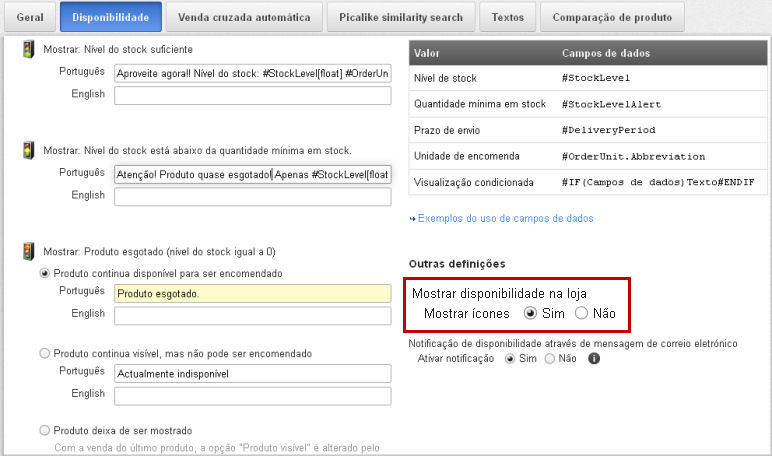 Geral
Disponibilidade
Venda cruzada automática
Picalike similarity search
Textos
Comparação de produto
Mostrar: Nível do stock suficiente
Português
Aproveite agora!! Nível do stock: #StockLevel[float] #OrderUn
English
Mostrar: Nível do stock está abaixo da quantidade mínima em stock.
Português
Atenção! Produto quase esgotado! Apenas #StockLevel[float
English
Mostrar: Produto esgotado (nível do stock igual a 0)
Produto continua disponível para ser encomendado
Português
Produto esgotado.
English
Produto continua visível, mas não pode ser encomendado
Português
Actualmente indisponível
English
Produto deixa de ser mostrado
Com a venda do último produto, a opção "Produto visível" é alterado pelo
Valor Campos de dados
Nível de stock #StockLevel
Quantidade mínima em stock #StockLevelAlert
Prazo de envio #DeliveryPeriod
Unidade de encomenda #OrderUnit.Abbreviation
Visualização condicionada #IF(Campos de dados)Texto#ENDIF
Exemplos do uso de campos de dados
Outras definições
Mostrar disponibilidade na loja
Mostrar ícones Sim Não
Notificação de disponibilidade através de mensagem de correio eletrónico
Ativar notificação Sim Não i